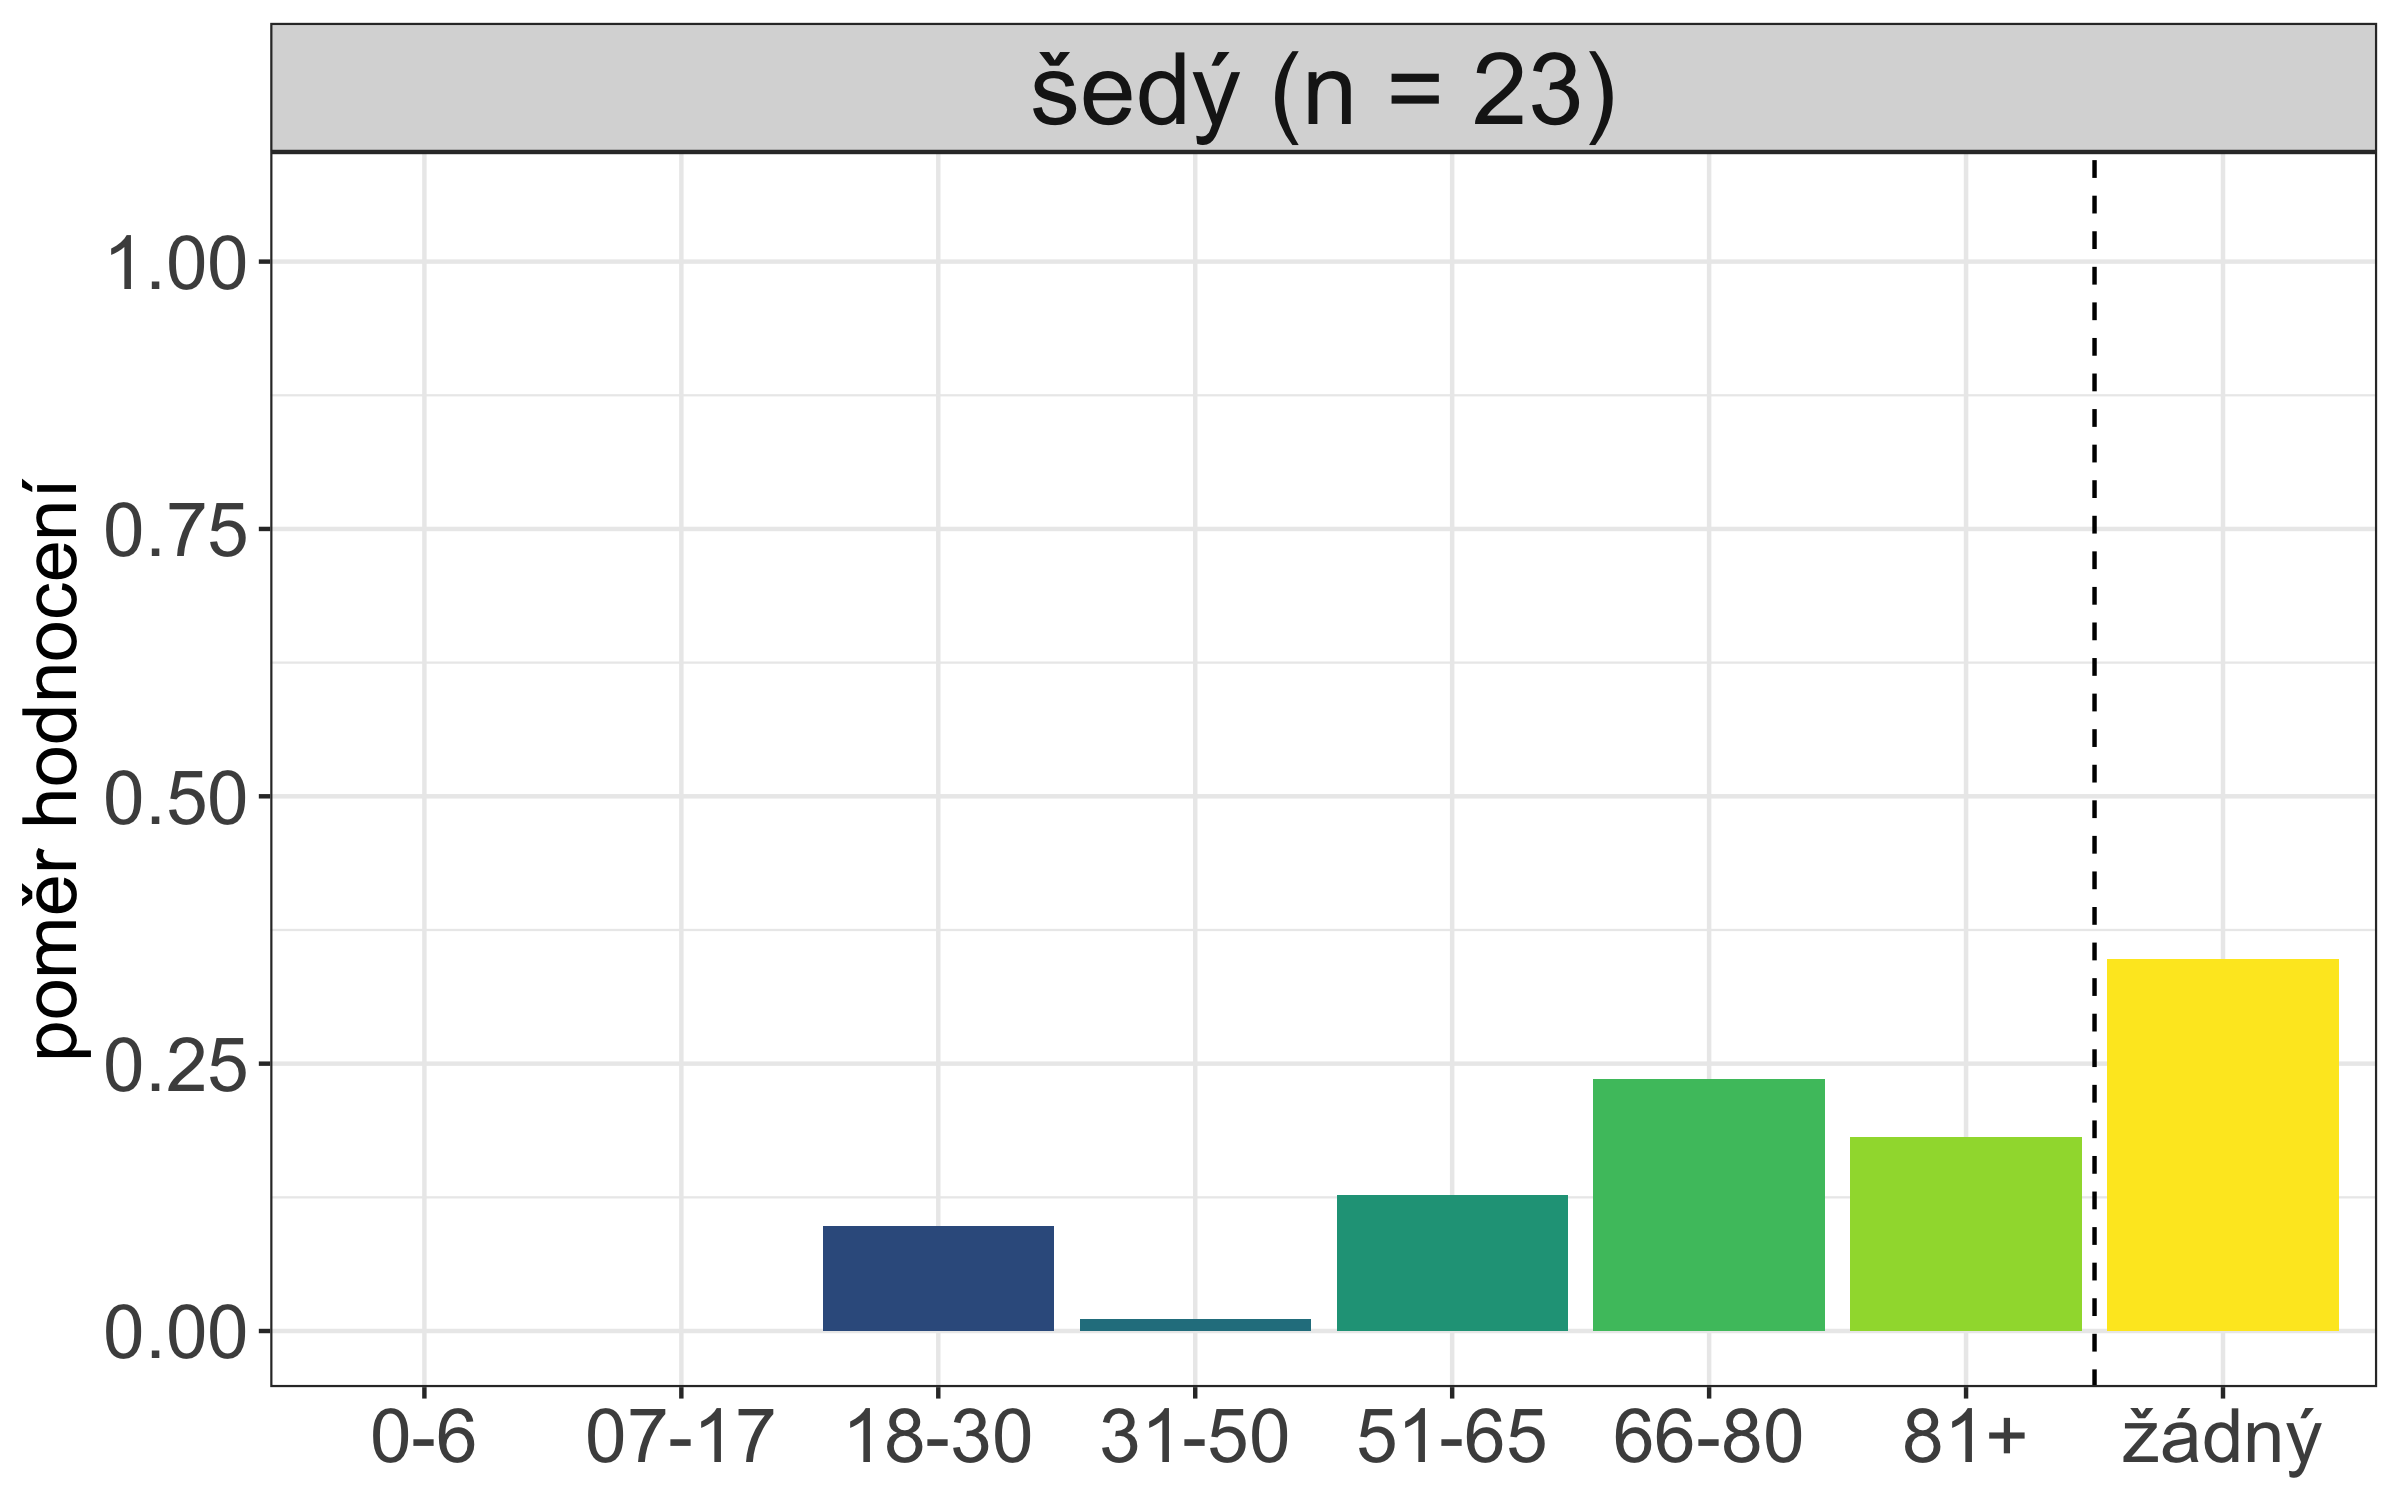 šedý (n = 23)
poměr hodnocení
1.00
0.75
0.50
0.25
0.00
0-6 07-17 18-30 31-50 51-65 66-80 81+ žádný